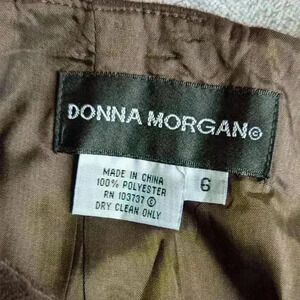 DONNA MORGAN©
MADE IN CHINA
100% POLYESTER
RN 103737 ©
DRY CLEAN ONLY
6